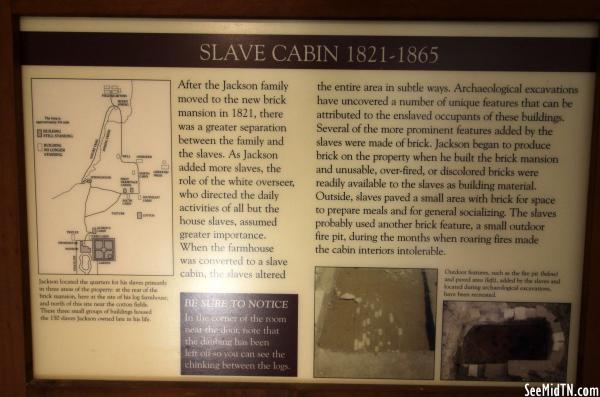 SLAVE CABIN 1821-1865
After the Jackson family
moved to the new brick
mansion in 1821, there
was a greater separation
between the family and
the slaves. As Jackson
added more slaves, the
role of the white overseer,
who directed the daily
activities of all but the
house slaves, assumed
greater importance.
When the farmhouse
was converted to a slave
cabin, the slaves altered
the entire area in subtle ways. Archaeological excavations
have uncovered a number of unique features that can be
attributed to the enslaved occupants of these buildings.
Several of the more prominent features added by the
slaves were made of brick. Jackson began to produce
brick on the property when he built the brick mansion
and unusable, over-fired, or discolored bricks were
readily available to the slaves as building material.
Outside, slaves paved a small area with brick for space
to prepare meals and for general socializing. The slaves
probably used another brick feature, a small outdoor
fire pit, during the months when roaring fires made
the cabin interiors intolerable.
BUILDING
STILL STANDING
BUILDING
NO LONGER
STANDING
Jackson located the quarters for his slaves primarily
in three areas of the property: at the rear of the
brick mansion, here at the site of his log farmhouse,
and north of this site near the cotton fields.
These three small groups of buildings housed
the 150 slaves Jackson owned late in his life.
BE SURE TO NOTICE
In the corner of the room
near the door, note that
the daubing has been
left off so you can see the
chinking between the logs.
Outdoor features, such as the fire pit (below)
and paved area (left), added by the slaves and
located during archaeological excavations,
have been recreated.
SeeMidTN.com